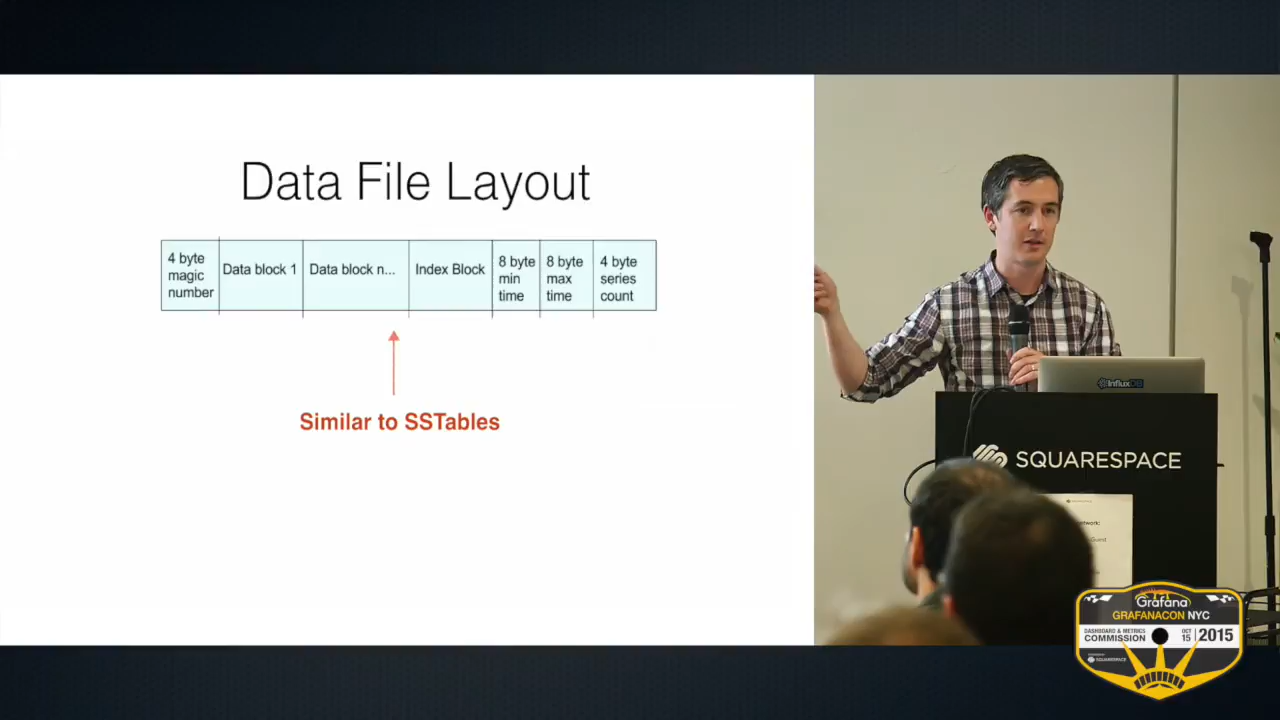 Data File Layout
4 byte
magic
number
Data block 1
Data block n...
Index Block
8 byte
min
time
8 byte
max
time
4 byte
series
count
Similar to SSTables
InfluxDB
SQUARESPACE
Grafana
GRAFANACON NYC
DASHBOARD & METRICS
COMMISSION
OCT
15
2015
SQUARESPACE